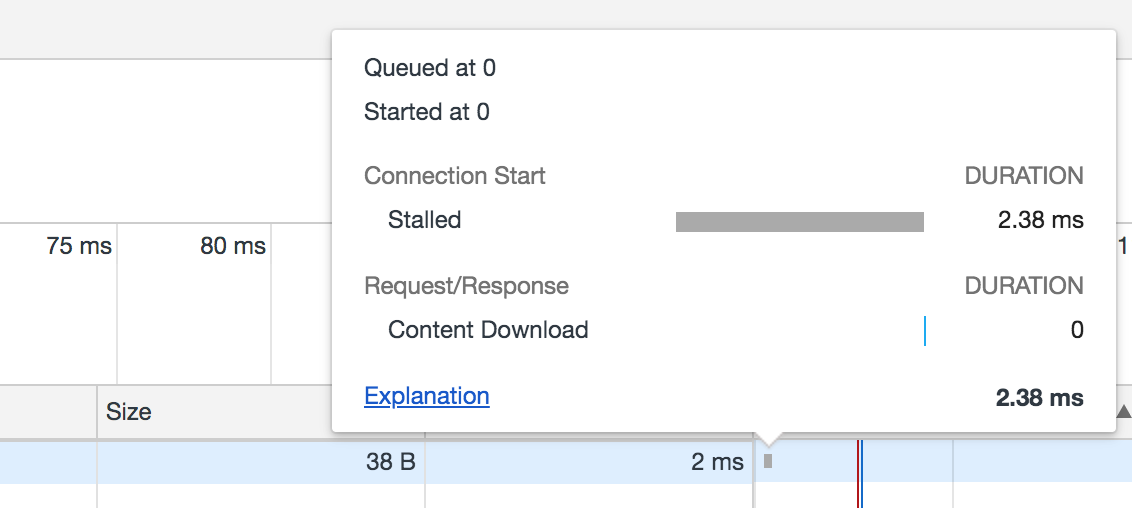 Queued at 0
Started at 0
Connection Start DURATION
Stalled 2.38 ms
75 ms 80 ms 1
Request/Response DURATION
Content Download 0
Explanation 2.38 ms
Size
38 B 2 ms